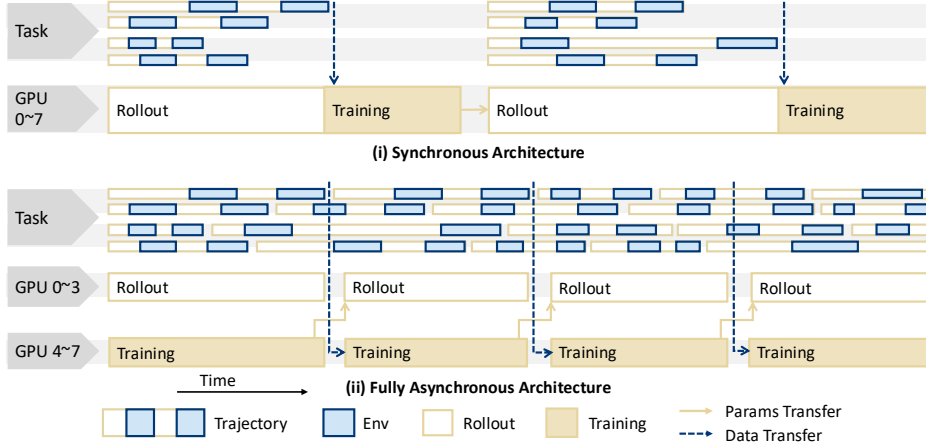 Task
GPU
0~7
Rollout
Training
Rollout
Training
(i) Synchronous Architecture
Task
GPU 0~3
Rollout
Rollout
Rollout
Rollout
GPU 4~7
Training
Training
Training
Training
Time
(ii) Fully Asynchronous Architecture
Trajectory
Env
Rollout
Training
Params Transfer
Data Transfer